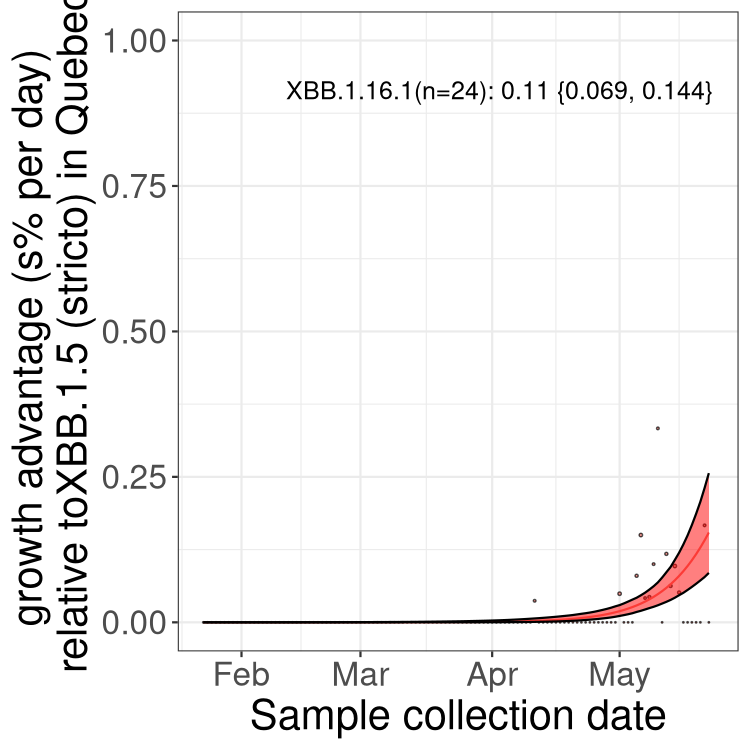 growth advantage (s% per day)
relative toXBB.1.5 (stricto) in Quebec
1.00
0.75
0.50
0.25
0.00
XBB.1.16.1(n=24): 0.11 {0.069, 0.144}
Feb Mar Apr May
Sample collection date